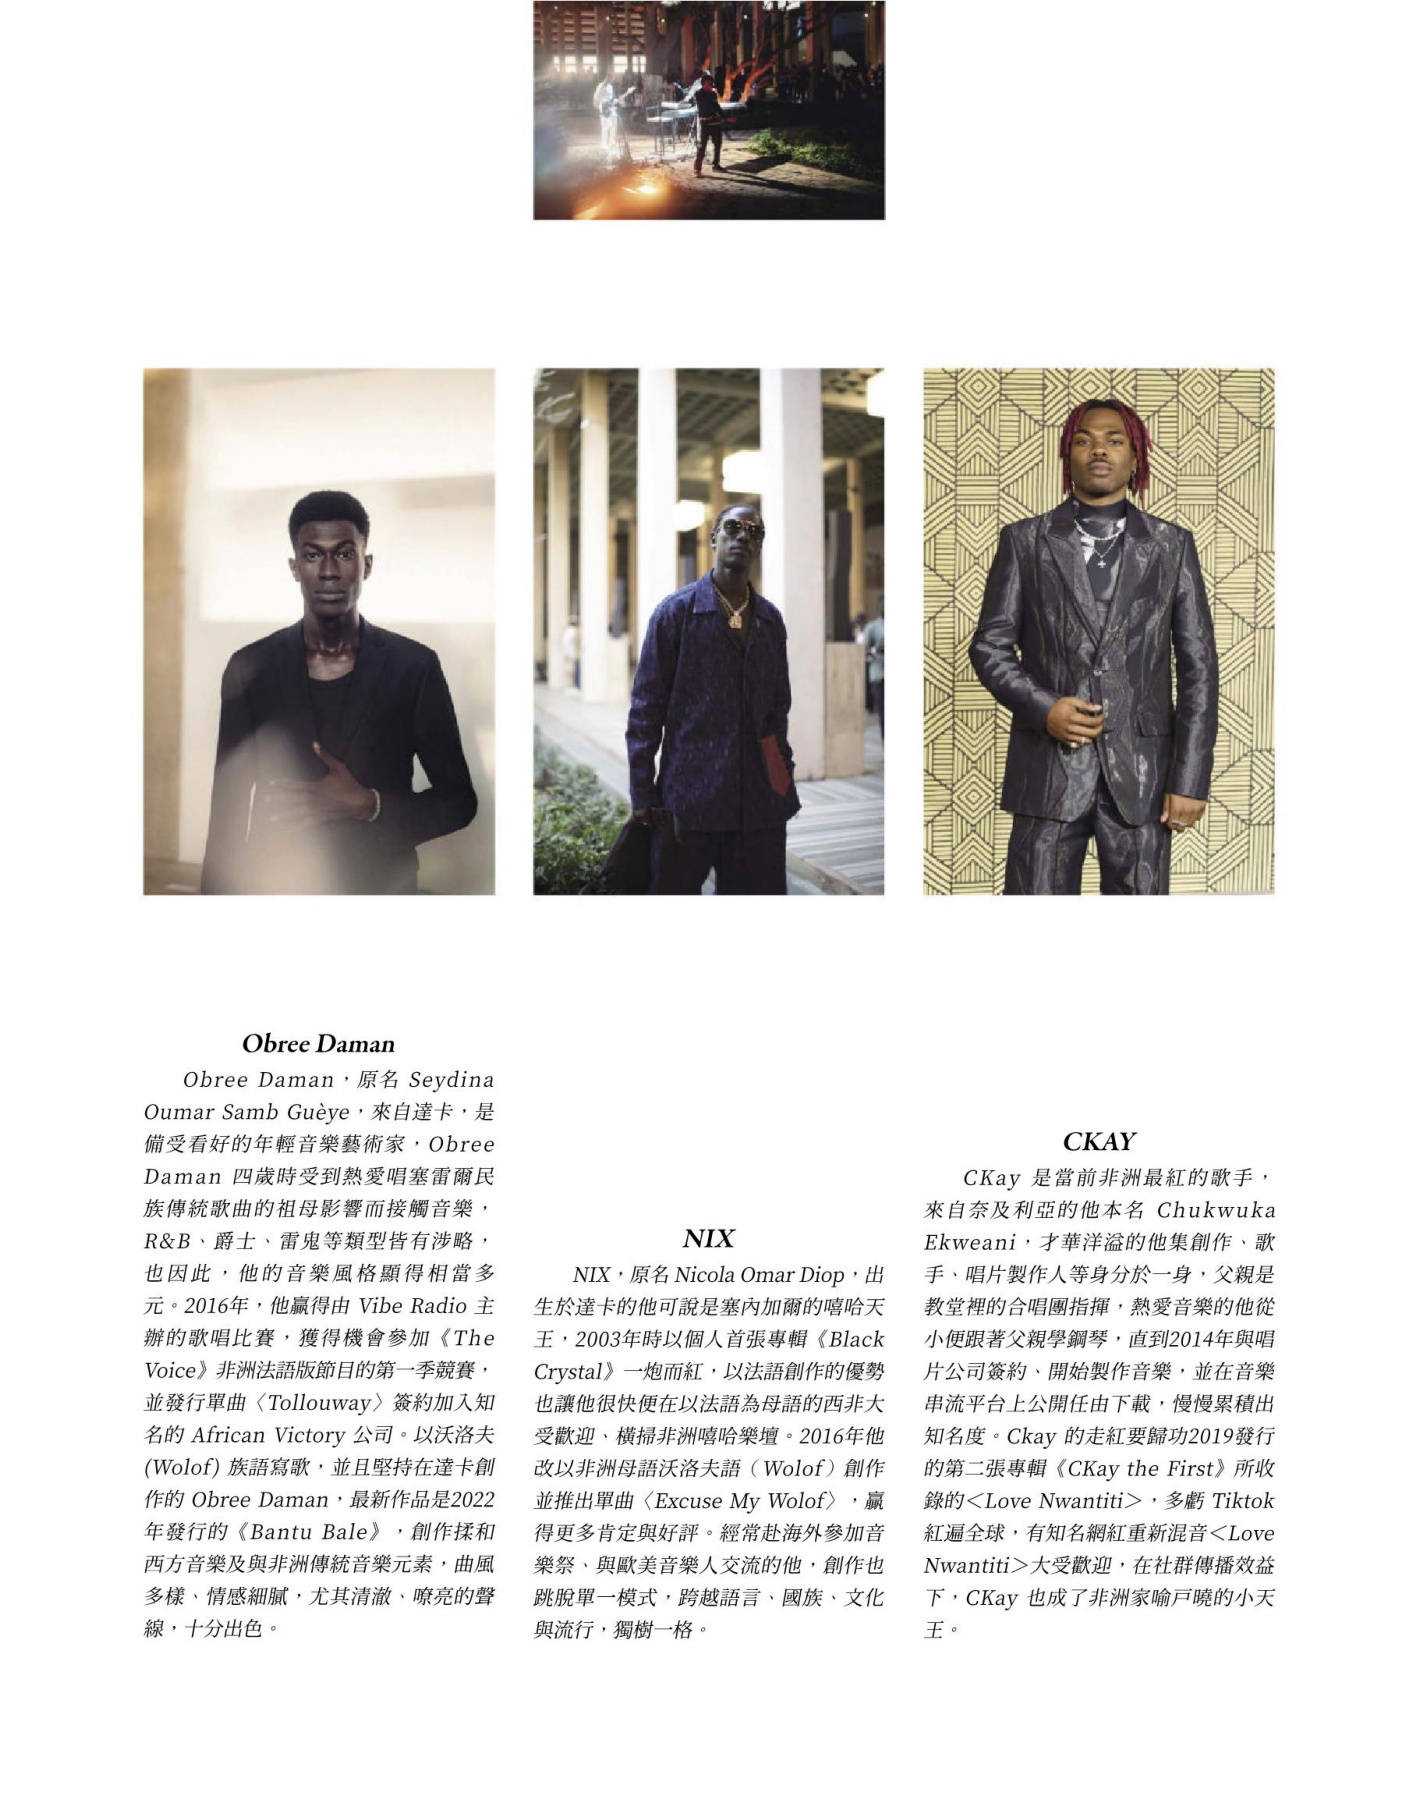 Obree Daman
Obree Daman，原名 Seydina
Oumar Samb Guèye，來自達卡，是
備受看好的年輕音樂藝術家，Obree
Daman 四歲時受到熱愛唱塞雷爾民
族傳統歌曲的祖母影響而接觸音樂，
R&B、爵士、雷鬼等類型皆有涉略，
也因此，他的音樂風格顯得相當多
元。2016年，他贏得由 Vibe Radio 主
辦的歌唱比賽，獲得機會參加《The
Voice》非洲法語版節目的第一季競賽，
並發行單曲〈Tollouway〉簽約加入知
名的 African Victory 公司。以沃洛夫
(Wolof) 族語寫歌，並且堅持在達卡創
作的 Obree Daman，最新作品是2022
年發行的《Bantu Bale》，創作揉和
西方音樂及與非洲傳統音樂元素，曲風
多樣、情感細膩，尤其清澈、嘹亮的聲
線，十分出色。
NIX
NIX，原名 Nicola Omar Diop，出
生於達卡的他可說是塞內加爾的嘻哈天
王，2003年時以個人首張專輯《Black
Crystal》一炮而紅，以法語創作的優勢
也讓他很快便在以法語為母語的西非大
受歡迎、橫掃非洲嘻哈樂壇。2016年他
改以非洲母語沃洛夫語（Wolof）創作
並推出單曲〈Excuse My Wolof〉，贏
得更多肯定與好評。經常赴海外參加音
樂祭、與歐美音樂人交流的他，創作也
跳脫單一模式，跨越語言、國族、文化
與流行，獨樹一格。
CKAY
CKay 是當前非洲最紅的歌手，
來自奈及利亞的他本名 Chukwuka
Ekweani，才華洋溢的他集創作、歌
手、唱片製作人等身分於一身，父親是
教堂裡的合唱團指揮，熱愛音樂的他從
小便跟著父親學鋼琴，直到2014年與唱
片公司簽約、開始製作音樂，並在音樂
串流平台上公開任由下載，慢慢累積出
知名度。Ckay 的走紅要歸功2019發行
的第二張專輯《CKay the First》所收
錄的＜Love Nwantiti＞，多虧 Tiktok
紅遍全球，有知名網紅重新混音＜Love
Nwantiti＞大受歡迎，在社群傳播效益
下，CKay 也成了非洲家喻戶曉的小天
王。